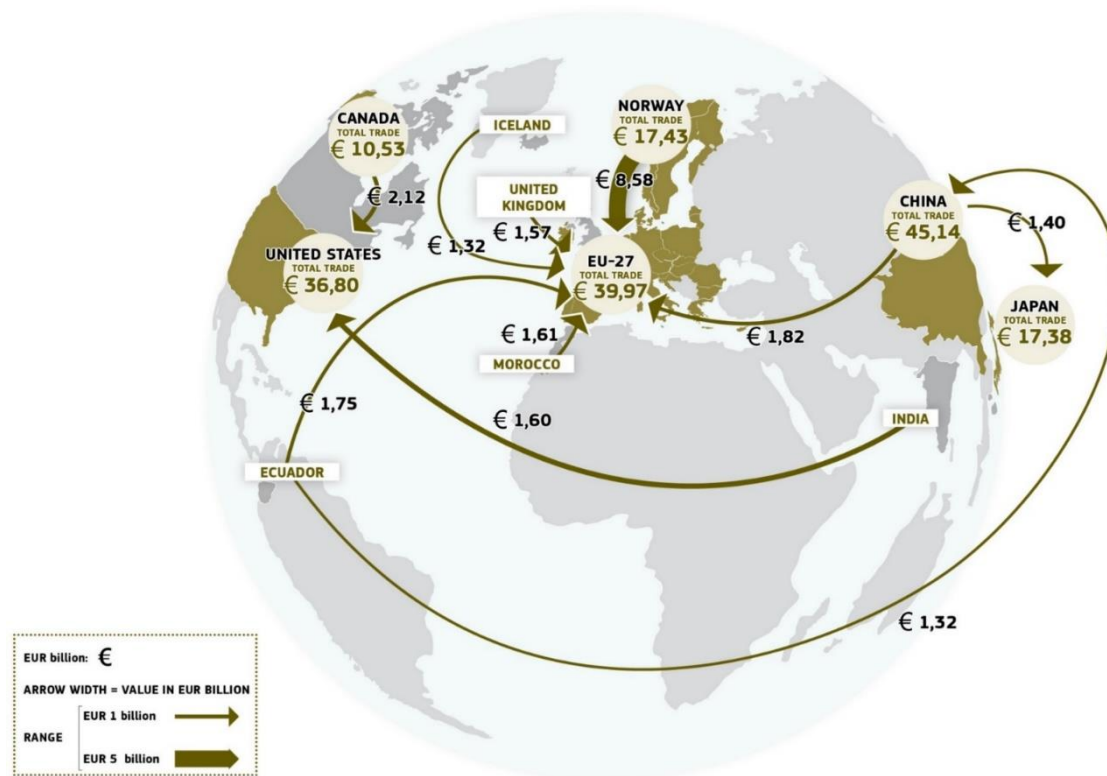 CANADA
TOTAL TRADE
€ 10,53
ICELAND
NORWAY
TOTAL TRADE
€ 17,43
€ 2,12
UNITED
KINGDOM
€ 8,58
CHINA
TOTAL TRADE
€ 45,14
€ 1,40
UNITED STATES
TOTAL TRADE
€ 36,80
€ 1,32
€ 1,57
EU-27
TOTAL TRADE
€ 39,97
JAPAN
TOTAL TRADE
€ 17,38
€ 1,61
€ 1,82
MOROCCO
€ 1,75
€ 1,60
INDIA
ECUADOR
€ 1,32
EUR billion: €
ARROW WIDTH = VALUE IN EUR BILLION
RANGE
EUR 1 billion
EUR 5 billion